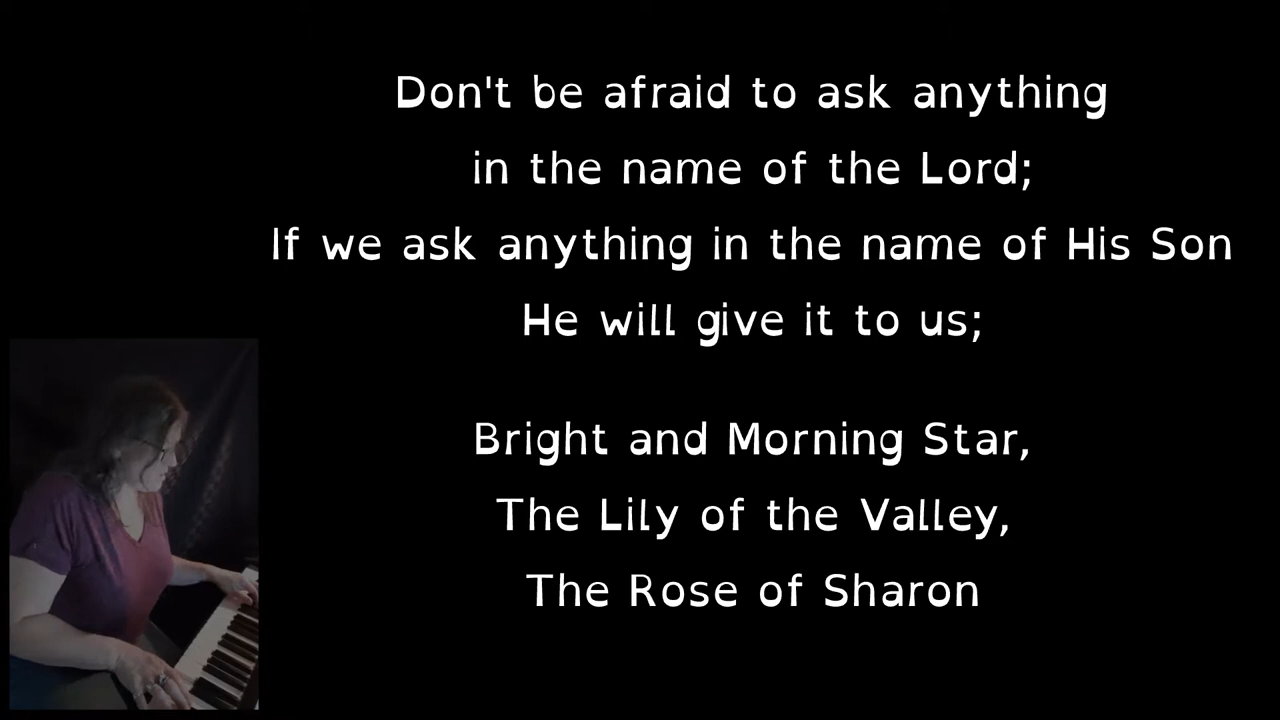 Don't be afraid to ask anything
in the name of the Lord;
If we ask anything in the name of His Son
He will give it to us;
Bright and Morning Star,
The Lily of the Valley,
The Rose of Sharon